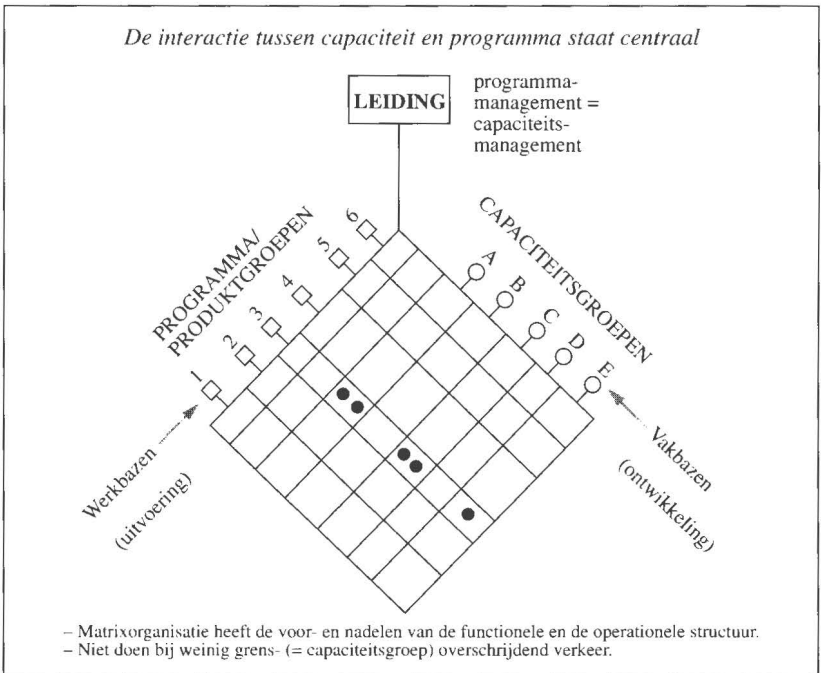 De interactie tussen capaciteit en programma staat centraal
LEIDING
programma-
management =
capaciteits-
management
PROGRAMMA/
PRODUKTGROEPEN
1
2
3
4
5
6
CAPACITEITSGROEPEN
A
B
C
D
E
Werkbazen
(uitvoering)
Vakbazen
(ontwikkeling)
– Matrixorganisatie heeft de voor- en nadelen van de functionele en de operationele structuur.
– Niet doen bij weinig grens- (= capaciteitsgroep) overschrijdend verkeer.